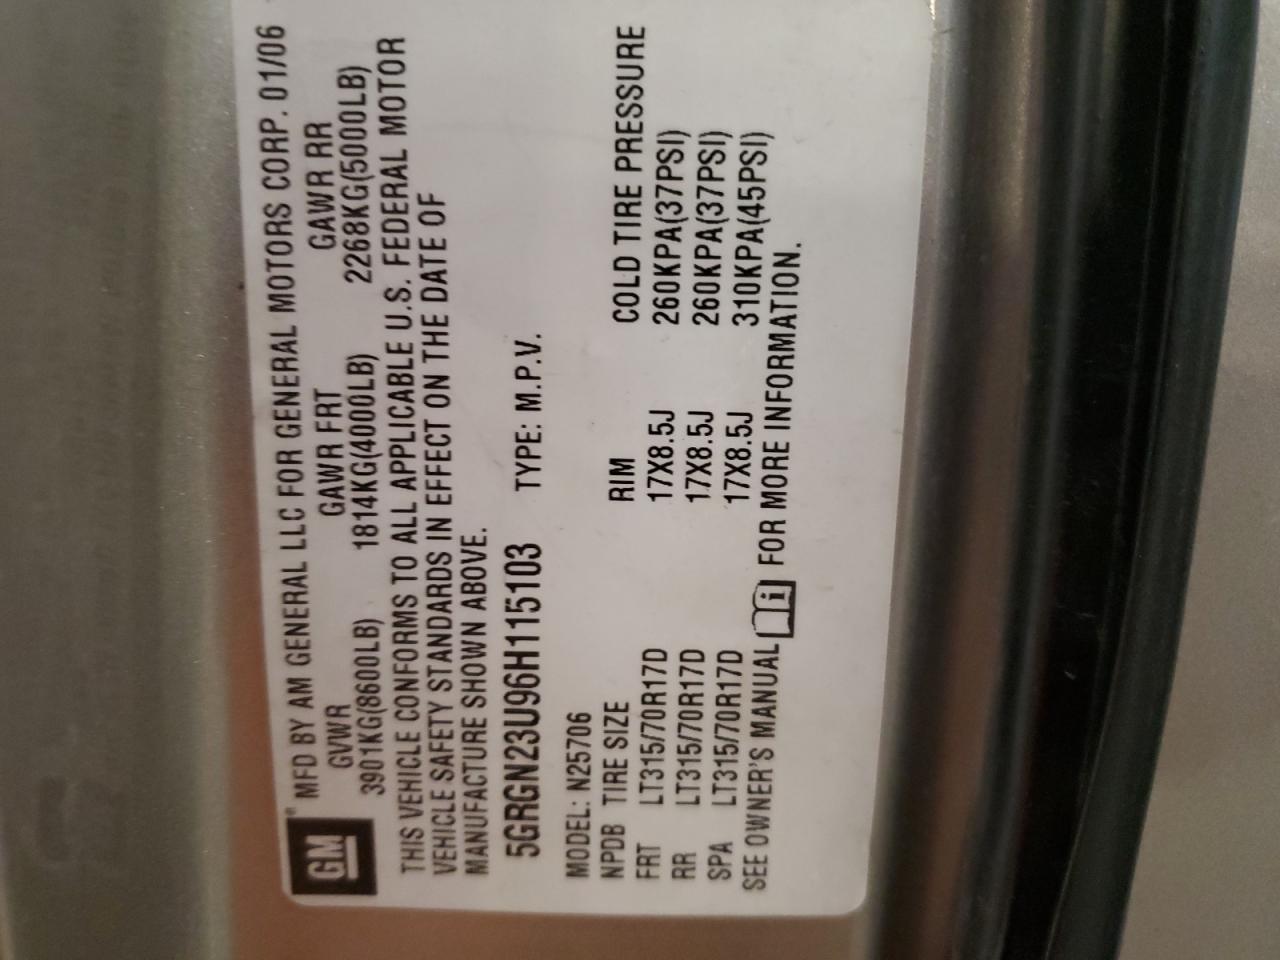 GM
MFD BY AM GENERAL LLC FOR GENERAL MOTORS CORP. 01/06
GVWR GAWR FRT GAWR RR
3901KG(8600LB) 1814KG(4000LB) 2268KG(5000LB)
THIS VEHICLE CONFORMS TO ALL APPLICABLE U.S. FEDERAL MOTOR
VEHICLE SAFETY STANDARDS IN EFFECT ON THE DATE OF
MANUFACTURE SHOWN ABOVE.
5GRGN23U96H115103 TYPE: M.P.V.
MODEL: N25706
NPDB TIRE SIZE RIM COLD TIRE PRESSURE
FRT LT315/70R17D 17X8.5J 260KPA(37PSI)
RR LT315/70R17D 17X8.5J 260KPA(37PSI)
SPA LT315/70R17D 17X8.5J 310KPA(45PSI)
SEE OWNER'S MANUAL i FOR MORE INFORMATION.